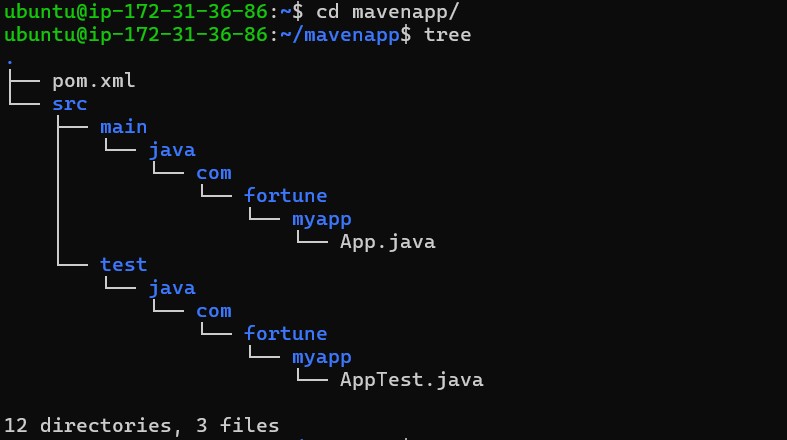 ubuntu@ip-172-31-36-86:~$ cd mavenapp/
ubuntu@ip-172-31-36-86:~/mavenapp$ tree
.
├── pom.xml
└── src
    ├── main
    │   └── java
    │       └── com
    │           └── fortune
    │               └── myapp
    │                   └── App.java
    └── test
        └── java
            └── com
                └── fortune
                    └── myapp
                        └── AppTest.java
12 directories, 3 files